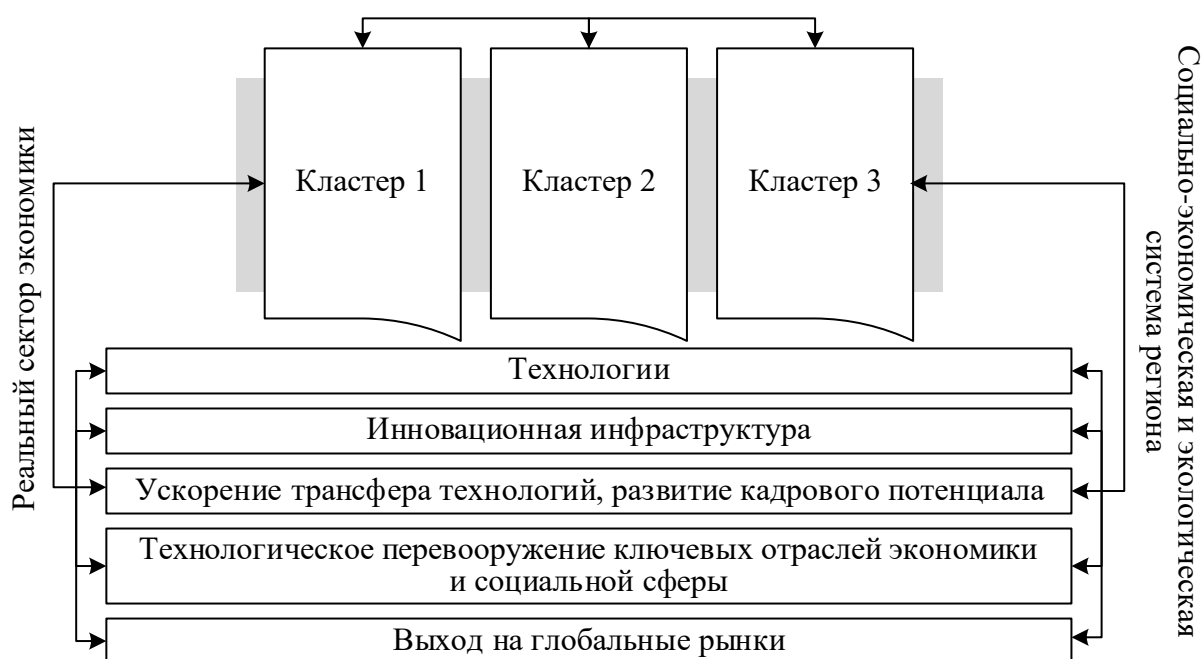 Кластер 1
Кластер 2
Кластер 3
Реальный сектор экономики
Социально-экономическая и экологическая
система региона
Технологии
Инновационная инфраструктура
Ускорение трансфера технологий, развитие кадрового потенциала
Технологическое перевооружение ключевых отраслей экономики
и социальной сферы
Выход на глобальные рынки